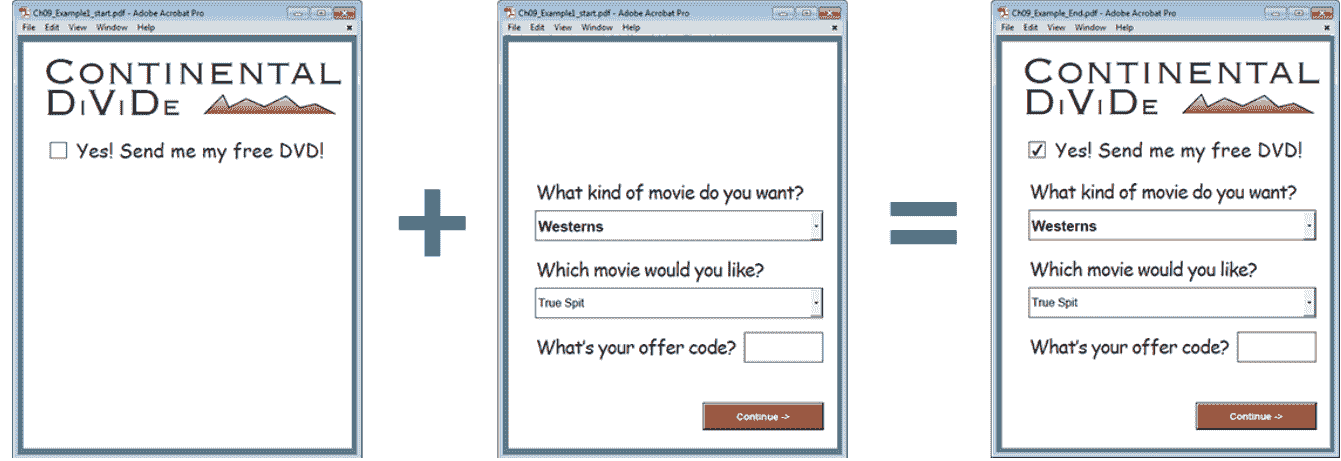 Ch09_Example1_start.pdf - Adobe Acrobat Pro
File Edit View Window Help
CONTINENTAL
DiViDe
Yes! Send me my free DVD!
+
Ch09_Example1_start.pdf - Adobe Acrobat Pro
File Edit View Window Help
What kind of movie do you want?
Westerns
Which movie would you like?
True Spit
What's your offer code?
Continue ->
=
Ch09_Example_End.pdf - Adobe Acrobat Pro
File Edit View Window Help
CONTINENTAL
DiViDe
Yes! Send me my free DVD!
What kind of movie do you want?
Westerns
Which movie would you like?
True Spit
What's your offer code?
Continue ->